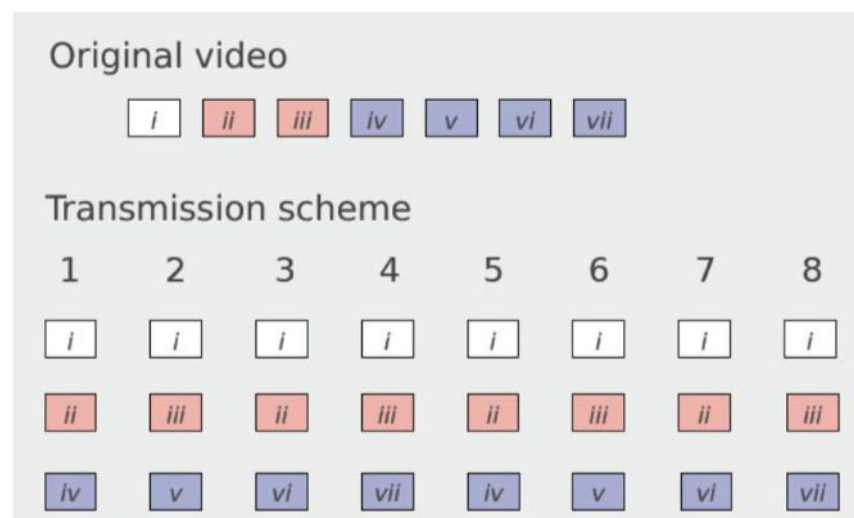 Original video
i ii iii iv v vi vii
Transmission scheme
1 2 3 4 5 6 7 8
i i i i i i i i
ii iii ii iii ii iii ii iii
iv v vi vii iv v vi vii